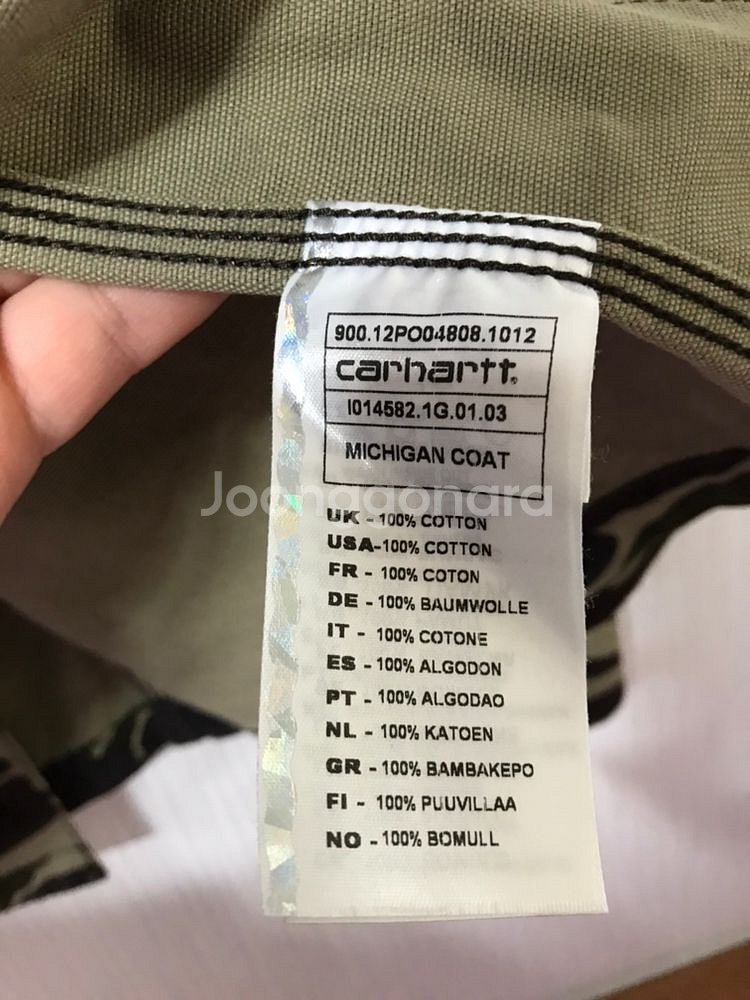 900.12PO04808.1012
carhartt.
I014582.1G.01.03
MICHIGAN COAT
Joonggonara
UK - 100% COTTON
USA-100% COTTON
FR - 100% COTON
DE - 100% BAUMWOLLE
IT - 100% COTONE
ES - 100% ALGODON
PT - 100% ALGODAO
NL - 100% KATOEN
GR - 100% BAMBAKEPO
FI - 100% PUUVILLAA
NO - 100% BOMULL